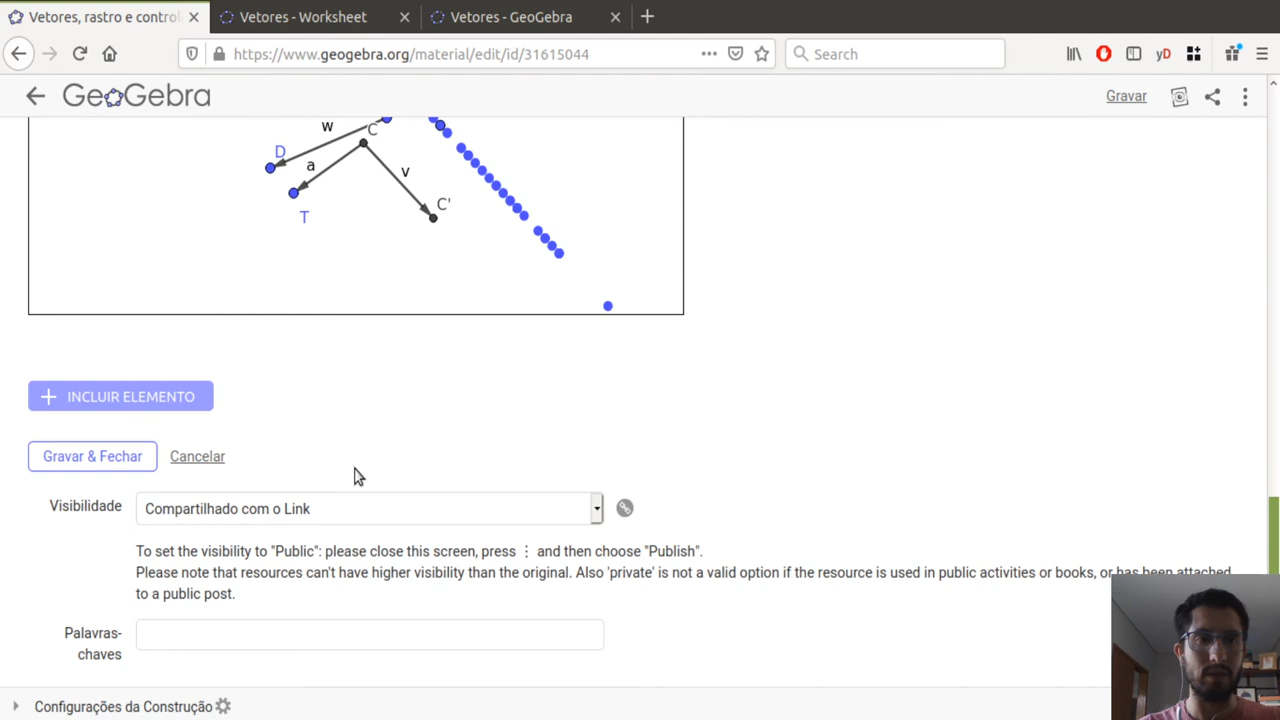 Vetores, rastro e control
Vetores - Worksheet
Vetores - GeoGebra
https://www.geogebra.org/material/edit/id/31615044
Search
yD
GeoGebra
Gravar
w
C
D
a
v
T
C'
INCLUIR ELEMENTO
Gravar & Fechar
Cancelar
Visibilidade
Compartilhado com o Link
To set the visibility to "Public": please close this screen, press ⋮ and then choose "Publish".
Please note that resources can't have higher visibility than the original. Also 'private' is not a valid option if the resource is used in public activities or books, or has been attached
to a public post.
Palavras-
chaves
Configurações da Construção